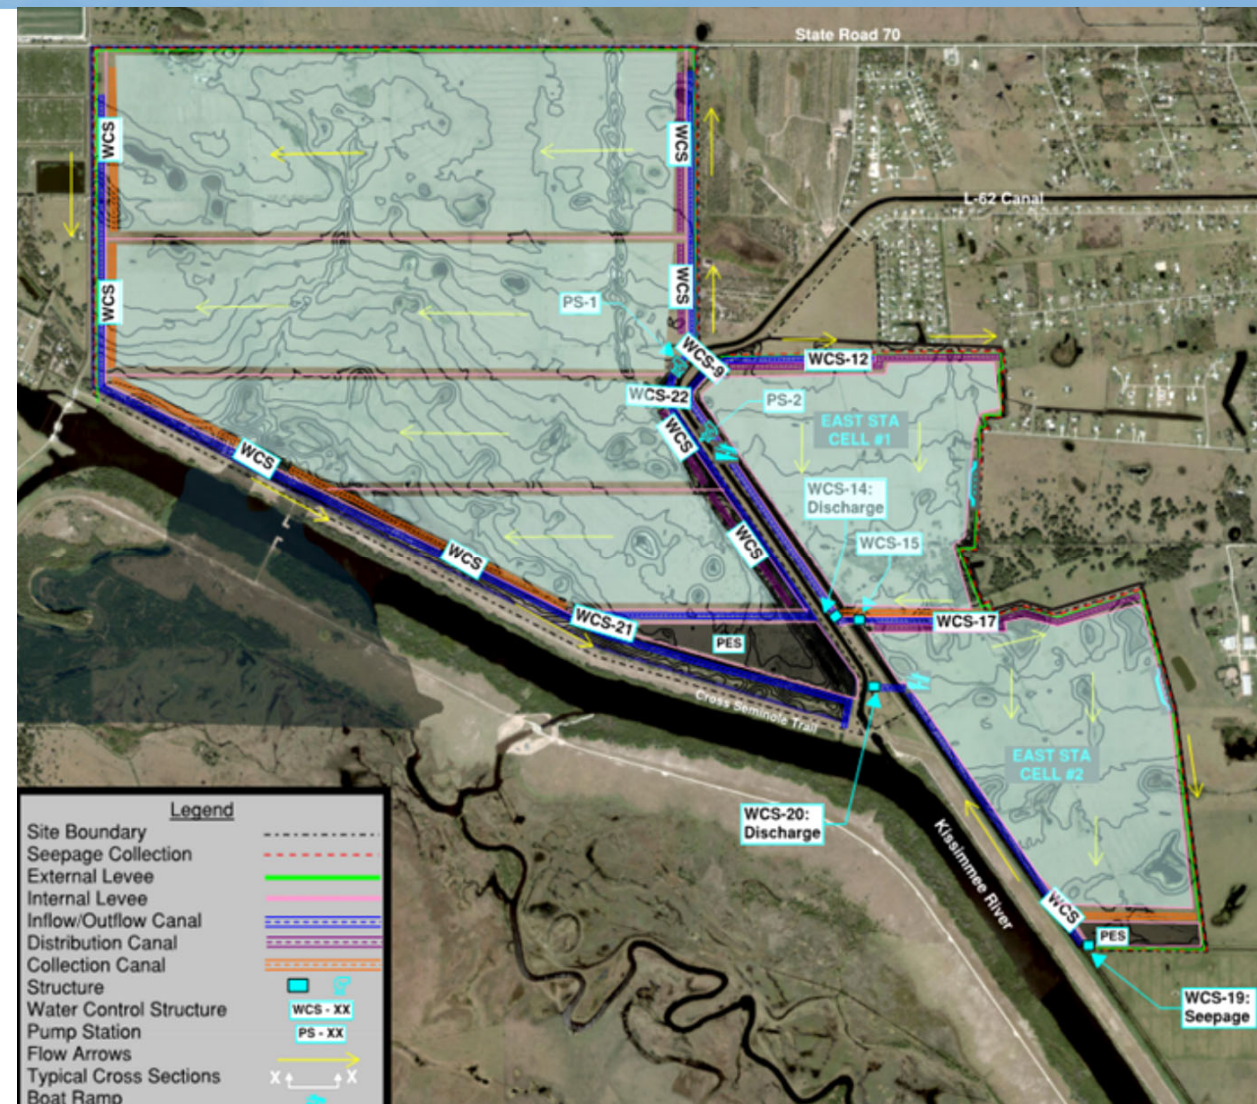 State Road 70
WCS
WCS
L-62 Canal
WCS
WCS
PS-1
WCS-9
WCS-12
WCS-22
PS-2
EAST STA
CELL #1
WCS
WCS
WCS-14:
Discharge
WCS
WCS-15
WCS
WCS-21
WCS-17
PES
Cross Seminole Trail
EAST STA
CELL #2
WCS-20:
Discharge
Kissimmee River
WCS
PES
WCS-19:
Seepage
Legend
Site Boundary
Seepage Collection
External Levee
Internal Levee
Inflow/Outflow Canal
Distribution Canal
Collection Canal
Structure
Water Control Structure
WCS - XX
Pump Station
PS - XX
Flow Arrows
Typical Cross Sections
X X
Boat Ramp